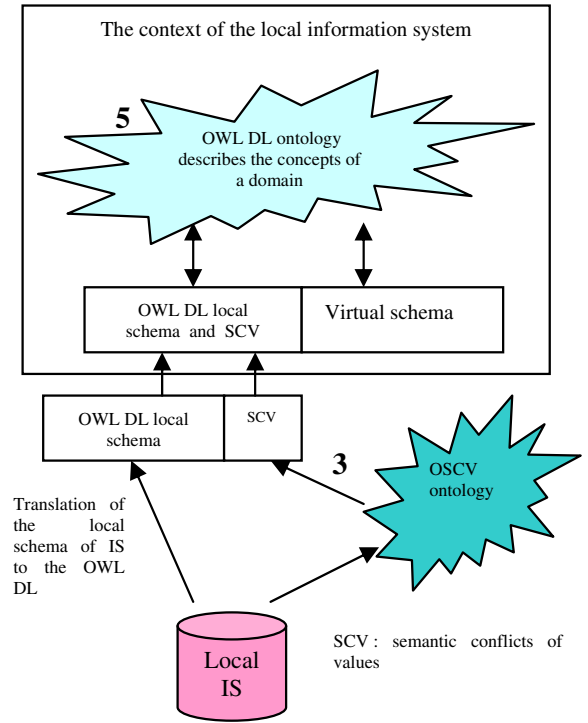 The context of the local information system
5
OWL DL ontology
describes the concepts of
a domain
OWL DL local
schema and SCV
Virtual schema
OWL DL local
schema
SCV
3
OSCV
ontology
Translation of
the local
schema of IS
to the OWL
DL
Local
IS
SCV : semantic conflicts of
values